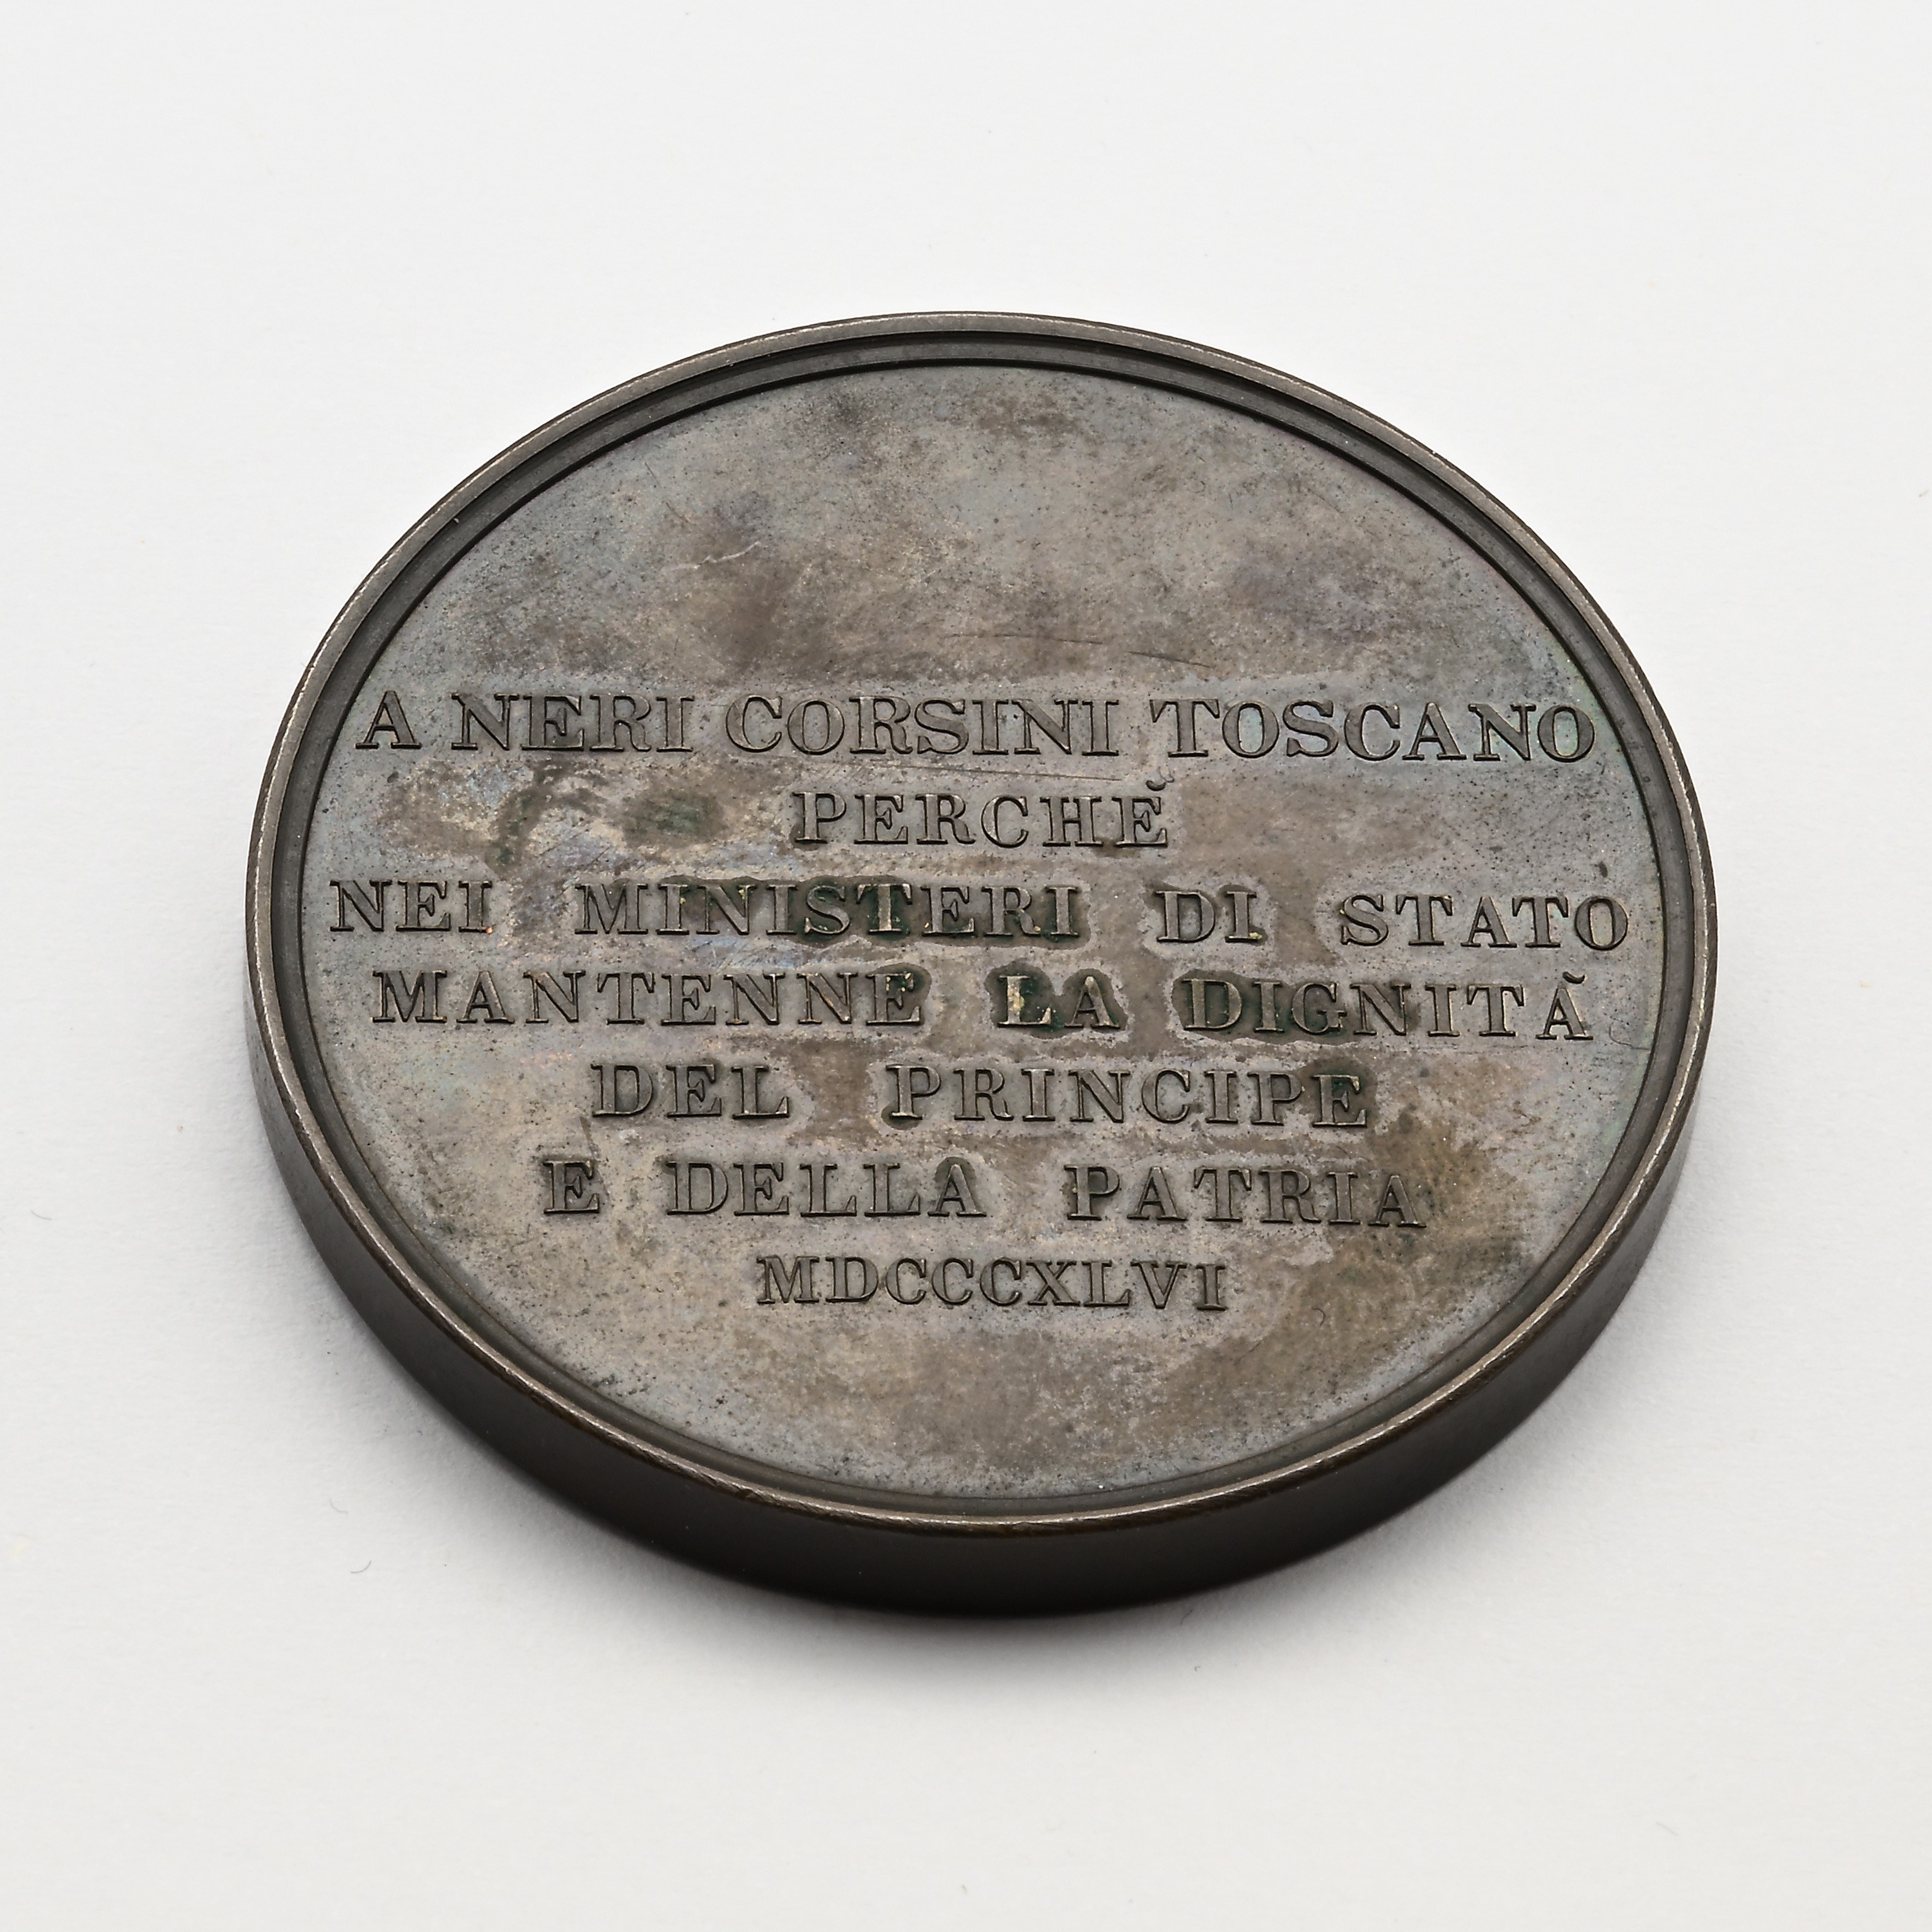 A NERI CORSINI TOSCANO
PERCHÈ
NEI MINISTERI DI STATO
MANTENNE LA DIGNITÀ
DEL PRINCIPE
E DELLA PATRIA
MDCCCXLVI